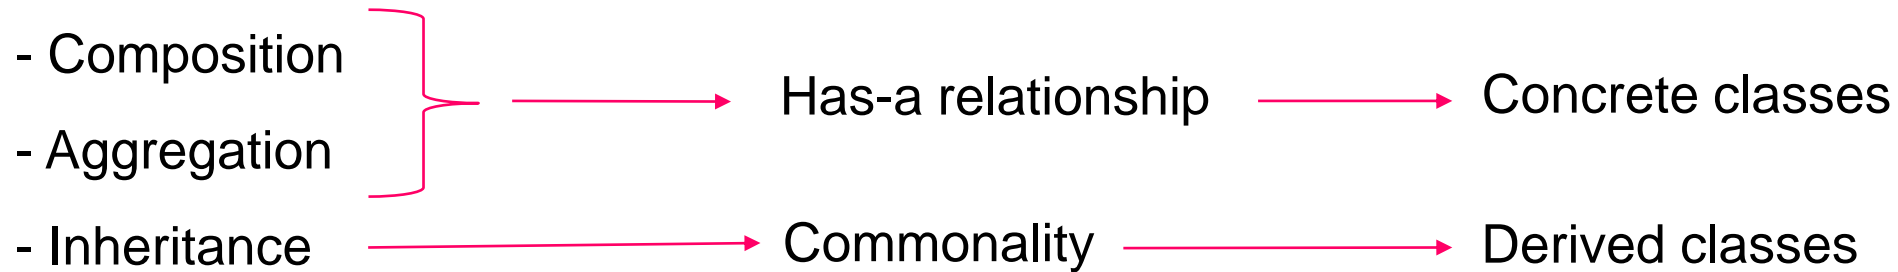 - Composition
- Aggregation
Has-a relationship
Concrete classes
- Inheritance
Commonality
Derived classes